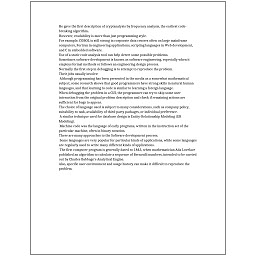 He gave the first description of cryptanalysis by frequency analysis, the earliest code-
breaking algorithm.
However, readability is more than just programming style.
For example, COBOL is still strong in corporate data centers often on large mainframe
computers, Fortran in engineering applications, scripting languages in Web development,
and C in embedded software.
Use of a static code analysis tool can help detect some possible problems.
Sometimes software development is known as software engineering, especially when it
employs formal methods or follows an engineering design process.
Normally the first step in debugging is to attempt to reproduce the problem.
Their jobs usually involve:
Although programming has been presented in the media as a somewhat mathematical
subject, some research shows that good programmers have strong skills in natural human
languages, and that learning to code is similar to learning a foreign language.
When debugging the problem in a GUI, the programmer can try to skip some user
interaction from the original problem description and check if remaining actions are
sufficient for bugs to appear.
The choice of language used is subject to many considerations, such as company policy,
suitability to task, availability of third-party packages, or individual preference.
A similar technique used for database design is Entity-Relationship Modeling (ER
Modeling).
Machine code was the language of early programs, written in the instruction set of the
particular machine, often in binary notation.
There are many approaches to the Software development process.
Some languages are very popular for particular kinds of applications, while some languages
are regularly used to write many different kinds of applications.
The first computer program is generally dated to 1843, when mathematician Ada Lovelace
published an algorithm to calculate a sequence of Bernoulli numbers, intended to be carried
out by Charles Babbage's Analytical Engine.
Also, specific user environment and usage history can make it difficult to reproduce the
problem.